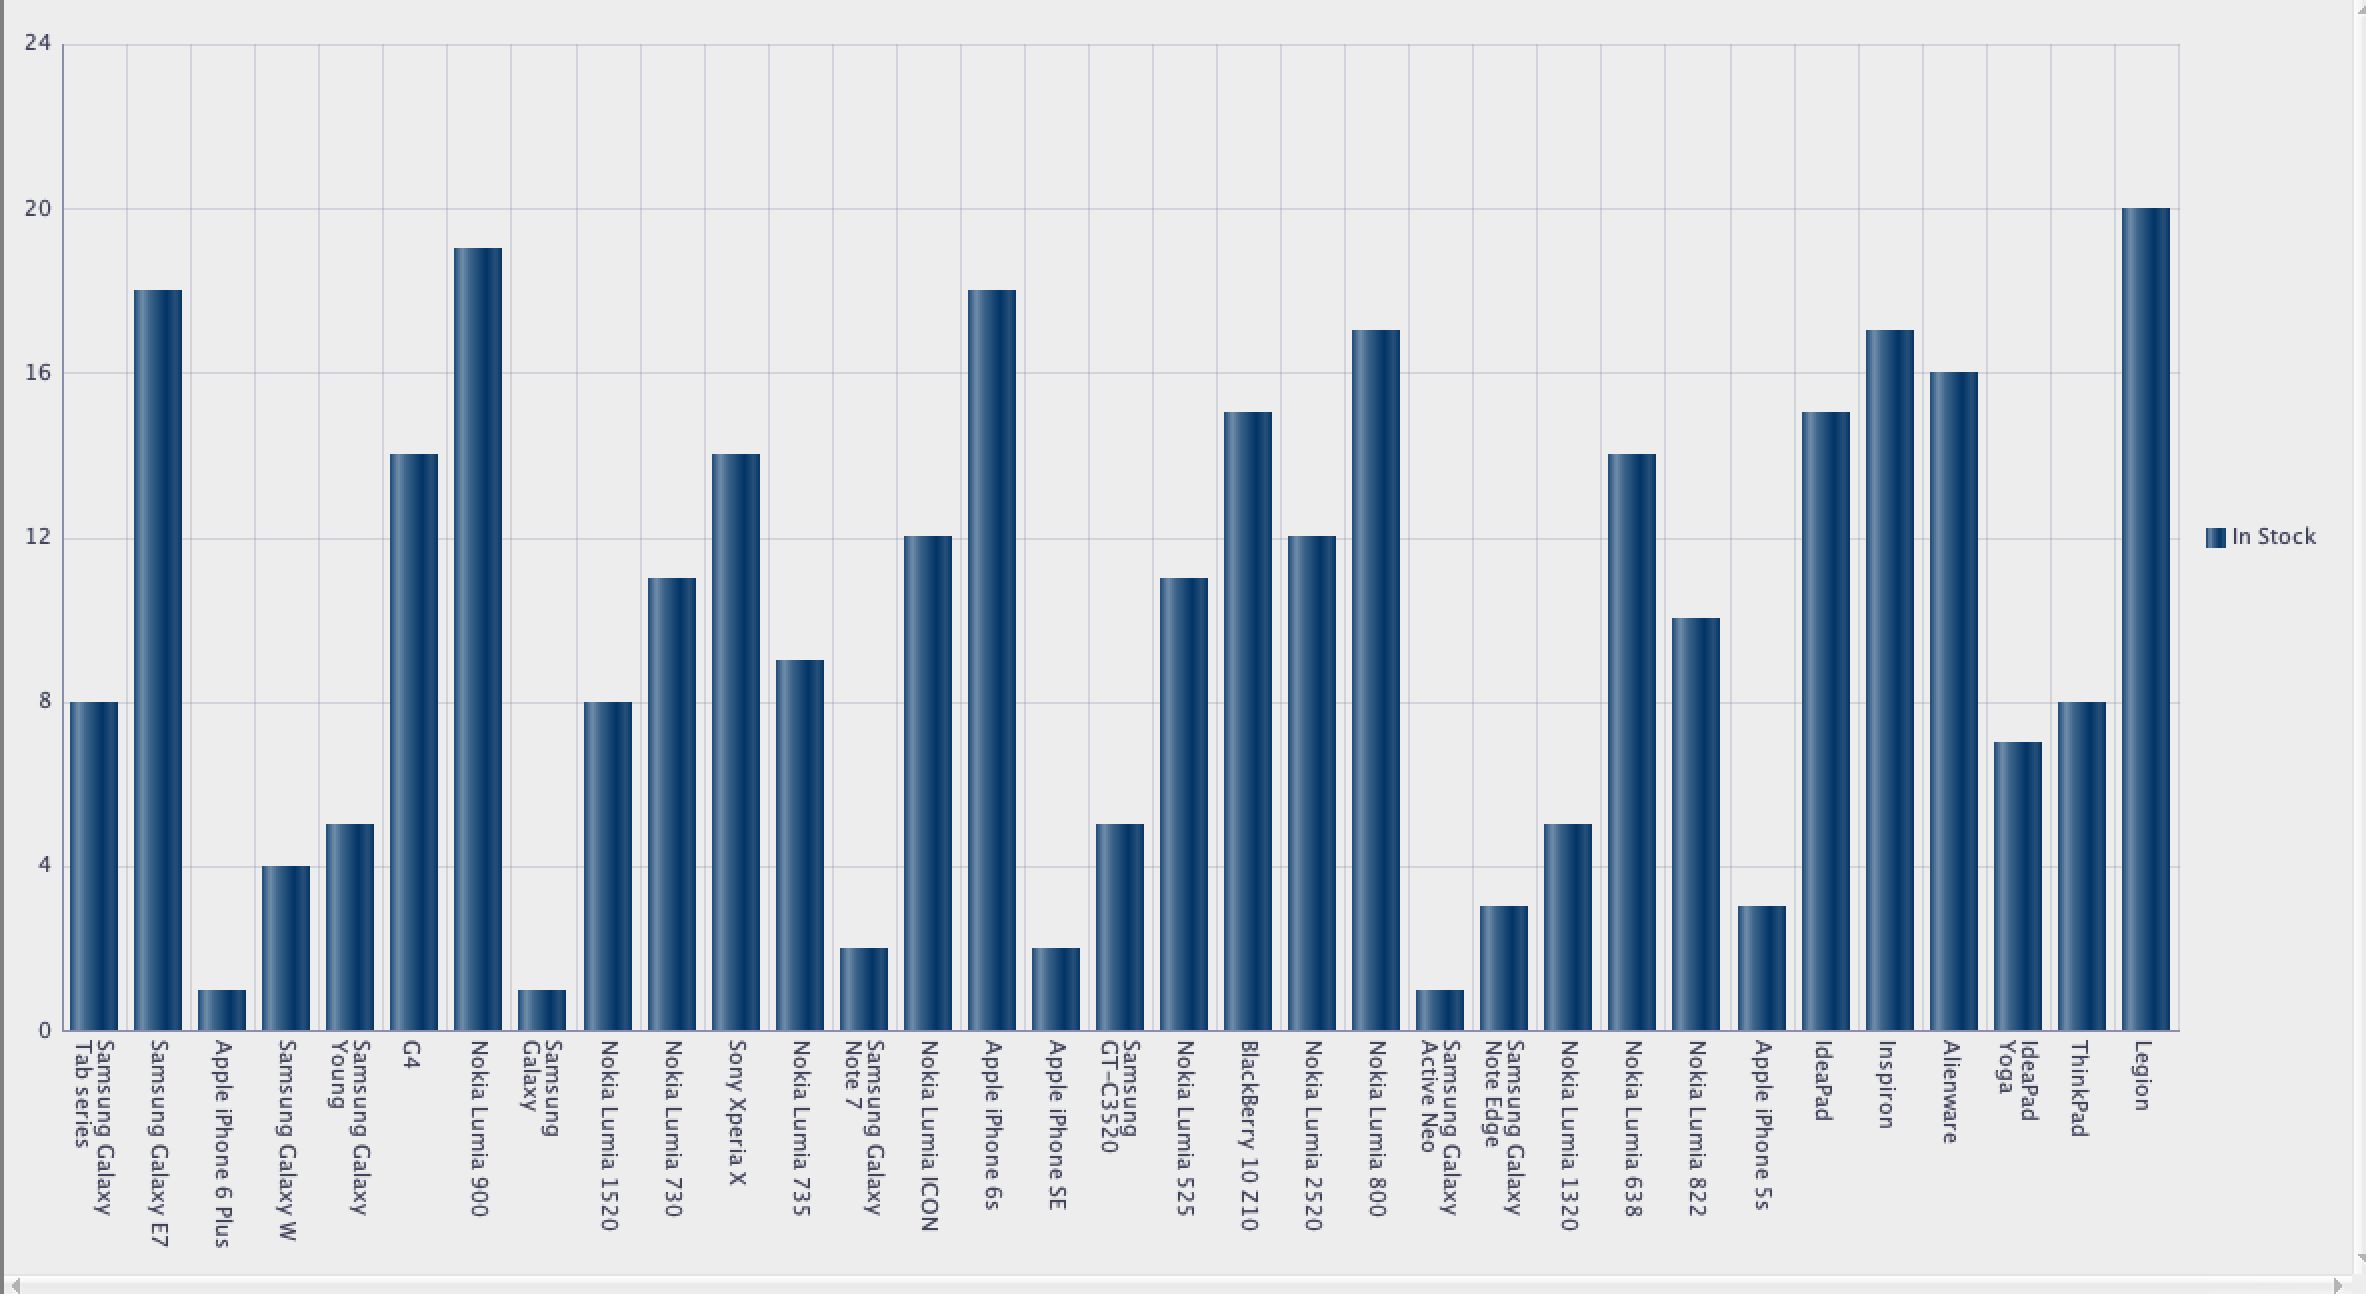 24
20
16
12
8
4
0
Samsung Galaxy
Tab series
Samsung Galaxy E7
Apple iPhone 6 Plus
Samsung Galaxy W
Samsung Galaxy
Young
G4
Nokia Lumia 900
Samsung
Galaxy
Nokia Lumia 1520
Nokia Lumia 730
Sony Xperia X
Nokia Lumia 735
Samsung Galaxy
Note 7
Nokia Lumia ICON
Apple iPhone 6s
Apple iPhone SE
Samsung
GT-C3520
Nokia Lumia 525
BlackBerry 10 Z10
Nokia Lumia 2520
Nokia Lumia 800
Samsung Galaxy
Active Neo
Samsung Galaxy
Note Edge
Nokia Lumia 1320
Nokia Lumia 638
Nokia Lumia 822
Apple iPhone 5s
IdeaPad
Inspiron
Alienware
IdeaPad
Yoga
ThinkPad
Legion
In Stock